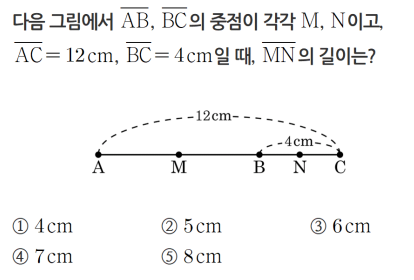 다음 그림에서 AB, BC의 중점이 각각 M, N이고,
AC = 12cm, BC = 4cm일 때, MN의 길이는?
12cm
4cm
A M B N C
① 4cm ② 5cm ③ 6cm
④ 7cm ⑤ 8cm